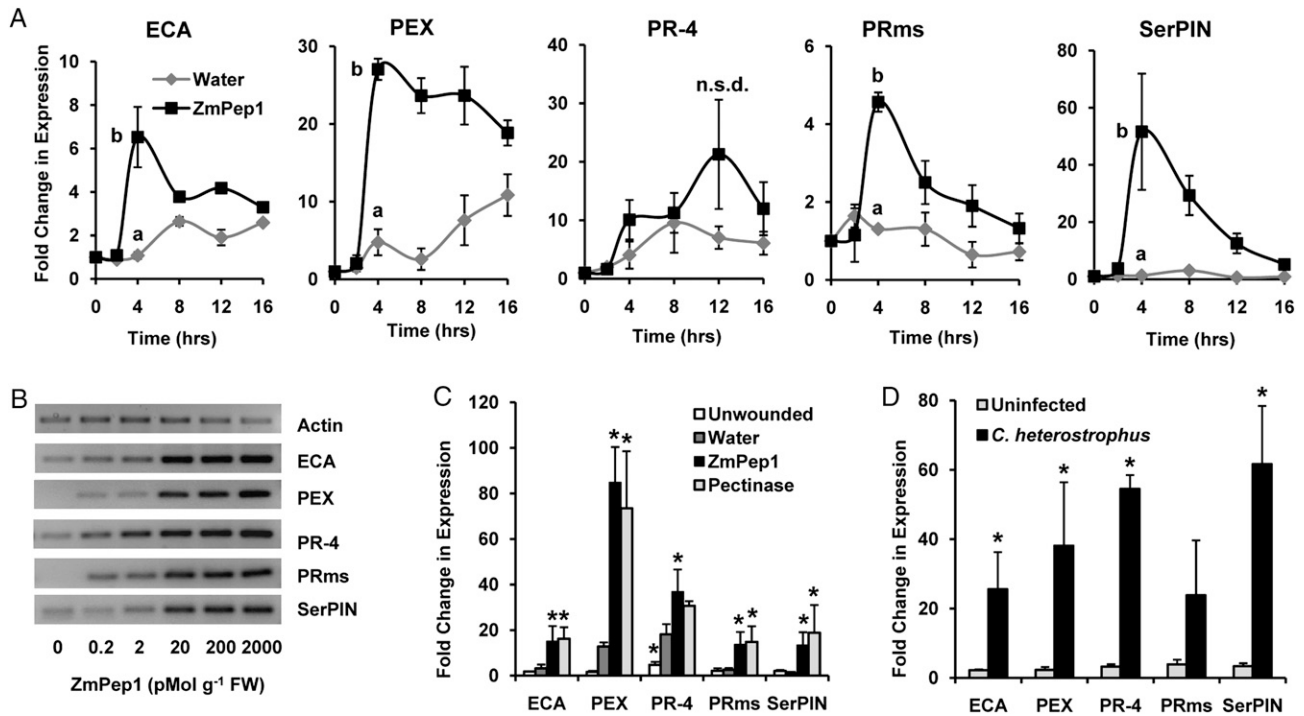 A
ECA
PEX
PR-4
PRms
SerPIN
Fold Change in Expression
10
8
6
4
2
0
Water
ZmPep1
b
a
0 4 8 12 16
Time (hrs)
30
20
10
0
b
a
0 4 8 12 16
Time (hrs)
40
30
20
10
0
n.s.d.
0 4 8 12 16
Time (hrs)
6
4
2
0
b
a
0 4 8 12 16
Time (hrs)
80
60
40
20
0
b
a
0 4 8 12 16
Time (hrs)
B
Actin
ECA
PEX
PR-4
PRms
SerPIN
0 0.2 2 20 200 2000
ZmPep1 (pMol g⁻¹ FW)
C
Fold Change in Expression
120
100
80
60
40
20
0
Unwounded
Water
ZmPep1
Pectinase
**
* *
* *
* *
* *
ECA PEX PR-4 PRms SerPIN
D
Fold Change in Expression
80
60
40
20
0
Uninfected
C. heterostrophus
* * * *
ECA PEX PR-4 PRms SerPIN